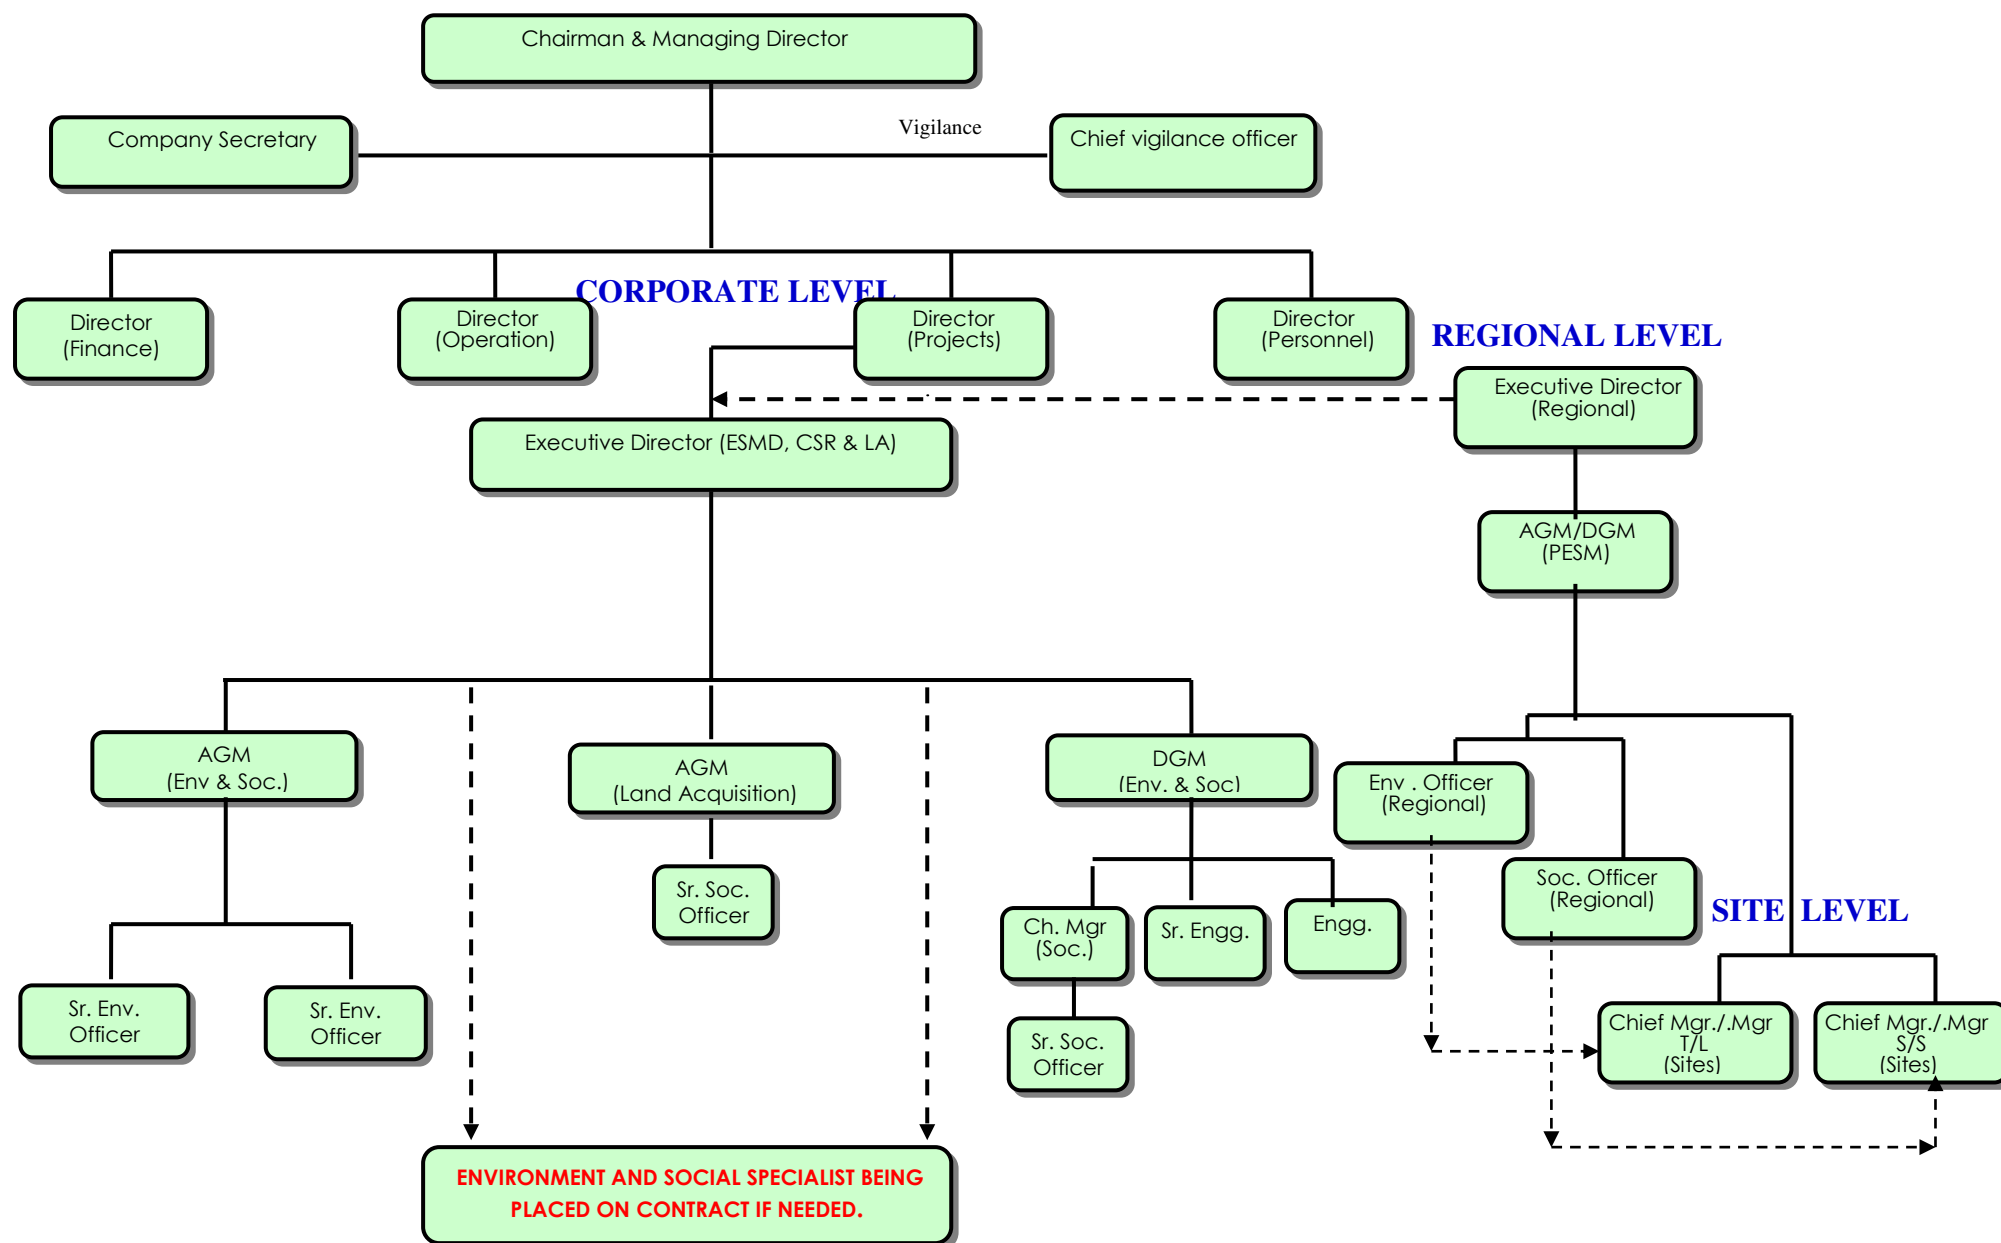 Chairman & Managing Director
Company Secretary
Vigilance
Chief vigilance officer
CORPORATE LEVEL
Director
(Finance)
Director
(Operation)
Director
(Projects)
Director
(Personnel)
REGIONAL LEVEL
Executive Director
(Regional)
Executive Director (ESMD, CSR & LA)
AGM/DGM
(PESM)
AGM
(Env & Soc.)
AGM
(Land Acquisition)
DGM
(Env. & Soc)
Env . Officer
(Regional)
Sr. Soc.
Officer
Soc. Officer
(Regional)
SITE LEVEL
Ch. Mgr
(Soc.)
Sr. Engg.
Engg.
Sr. Env.
Officer
Sr. Env.
Officer
Sr. Soc.
Officer
Chief Mgr./.Mgr
T/L
(Sites)
Chief Mgr./.Mgr
S/S
(Sites)
ENVIRONMENT AND SOCIAL SPECIALIST BEING
PLACED ON CONTRACT IF NEEDED.